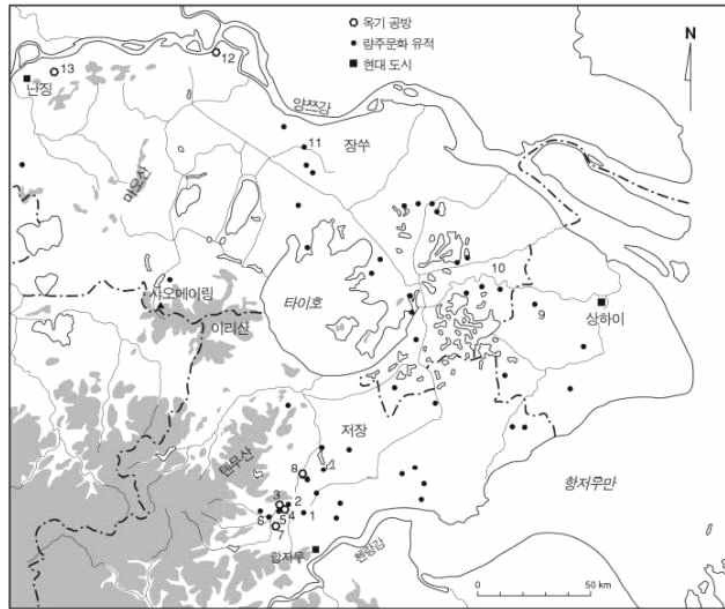 옥기 공방
량주문화 유적
현대 도시
N
12
13
난징
양쯔강
11
장쑤
마오산
10
샤오메이링
타이호
9
상하이
이리산
저장
톈무산
8
3
2
항저우만
6
5
4
1
7
항저우
첸탕강
0
50 km